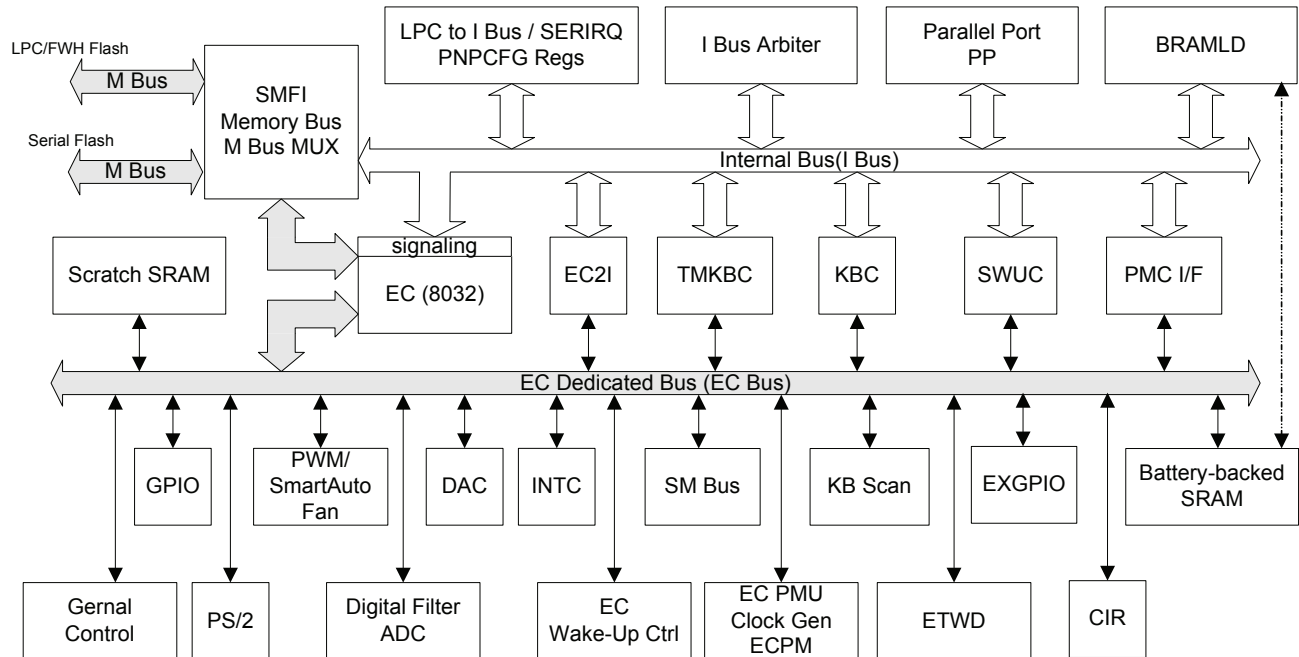 LPC/FWH Flash
M Bus
Serial Flash
M Bus
SMFI
Memory Bus
M Bus MUX
LPC to I Bus / SERIRQ
PNPCFG Regs
I Bus Arbiter
Parallel Port
PP
BRAMLD
Internal Bus(I Bus)
Scratch SRAM
signaling
EC (8032)
EC2I
TMKBC
KBC
SWUC
PMC I/F
EC Dedicated Bus (EC Bus)
GPIO
PWM/
SmartAuto
Fan
DAC
INTC
SM Bus
KB Scan
EXGPIO
Battery-backed
SRAM
Gernal
Control
PS/2
Digital Filter
ADC
EC
Wake-Up Ctrl
EC PMU
Clock Gen
ECPM
ETWD
CIR